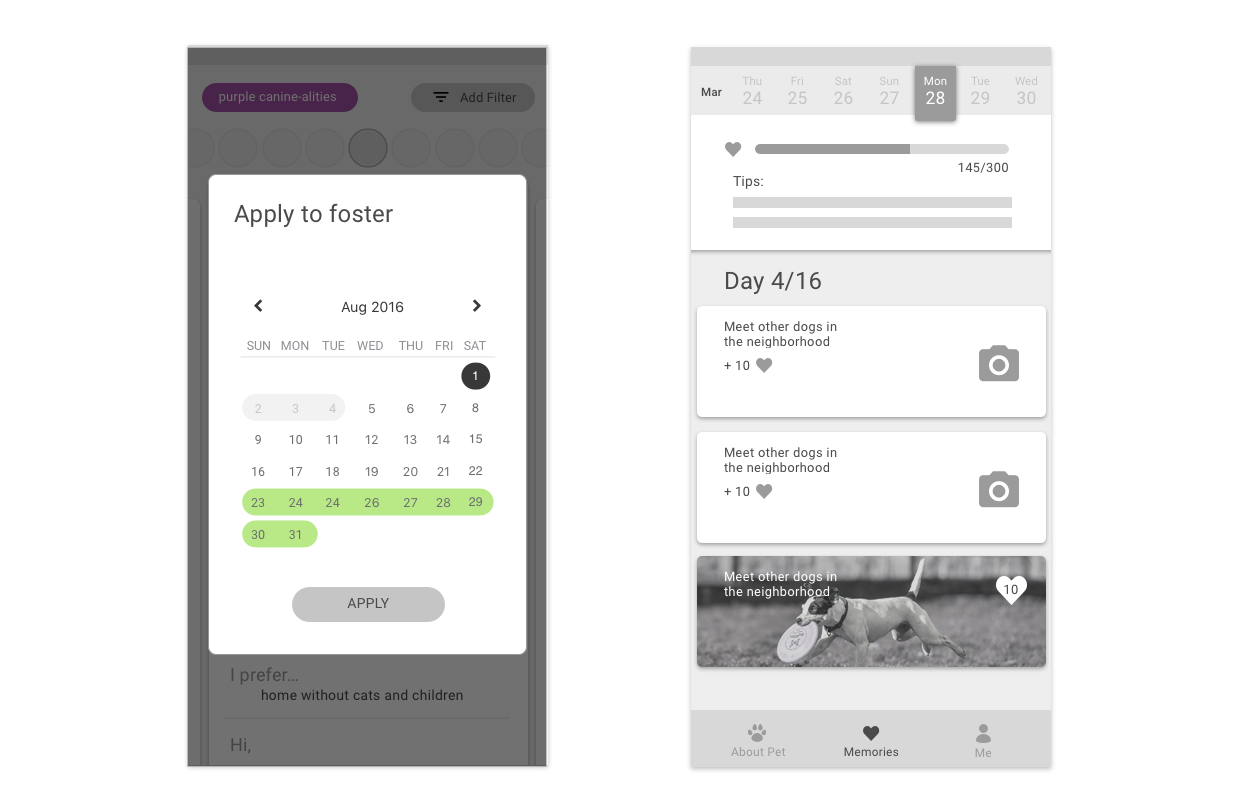 purple canine-alities
Add Filter
Apply to foster
Aug 2016
SUN MON TUE WED THU FRI SAT
1
2 3 4 5 6 7 8
9 10 11 12 13 14 15
16 17 18 19 20 21 22
23 24 24 26 27 28 29
30 31
APPLY
I prefer...
home without cats and children
Hi,
Mar
Thu Fri Sat Sun Mon Tue Wed
24 25 26 27 28 29 30
145/300
Tips:
Day 4/16
Meet other dogs in
the neighborhood
+ 10
Meet other dogs in
the neighborhood
+ 10
Meet other dogs in
the neighborhood
10
About Pet
Memories
Me